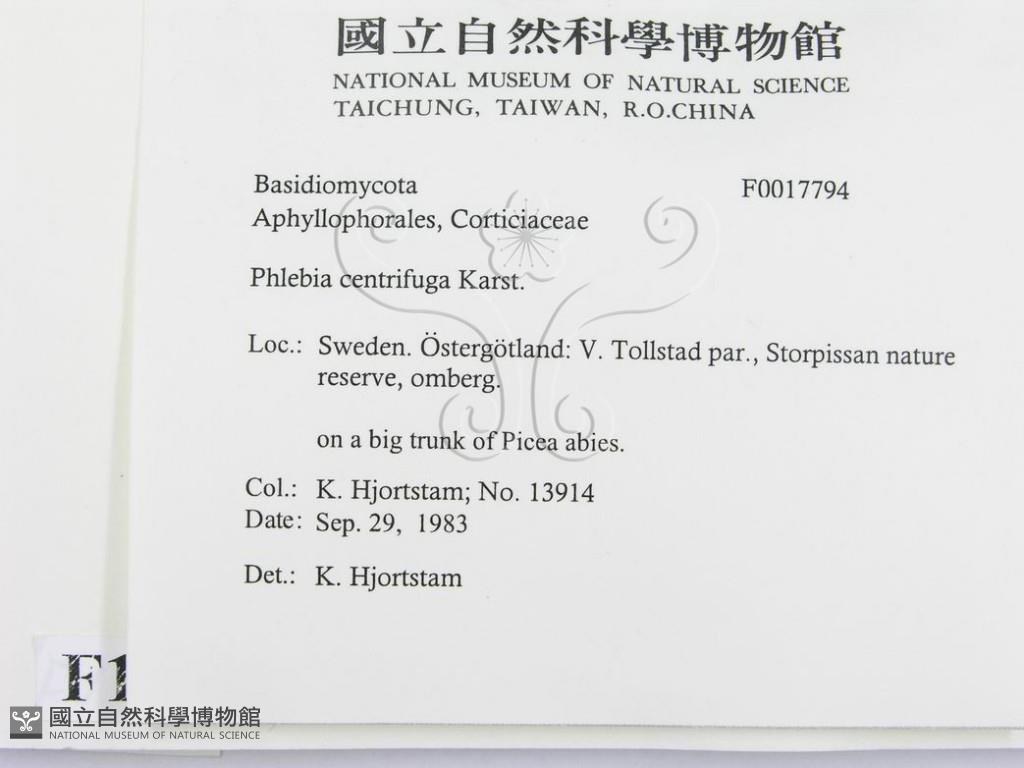 國立自然科學博物館
NATIONAL MUSEUM OF NATURAL SCIENCE
TAICHUNG, TAIWAN, R.O.CHINA
Basidiomycota F0017794
Aphyllophorales, Corticiaceae
Phlebia centrifuga Karst.
Loc.: Sweden. Östergötland: V. Tollstad par., Storpissan nature
reserve, omberg.
on a big trunk of Picea abies.
Col.: K. Hjortstam; No. 13914
Date: Sep. 29, 1983
Det.: K. Hjortstam
F1
國立自然科學博物館
NATIONAL MUSEUM OF NATURAL SCIENCE